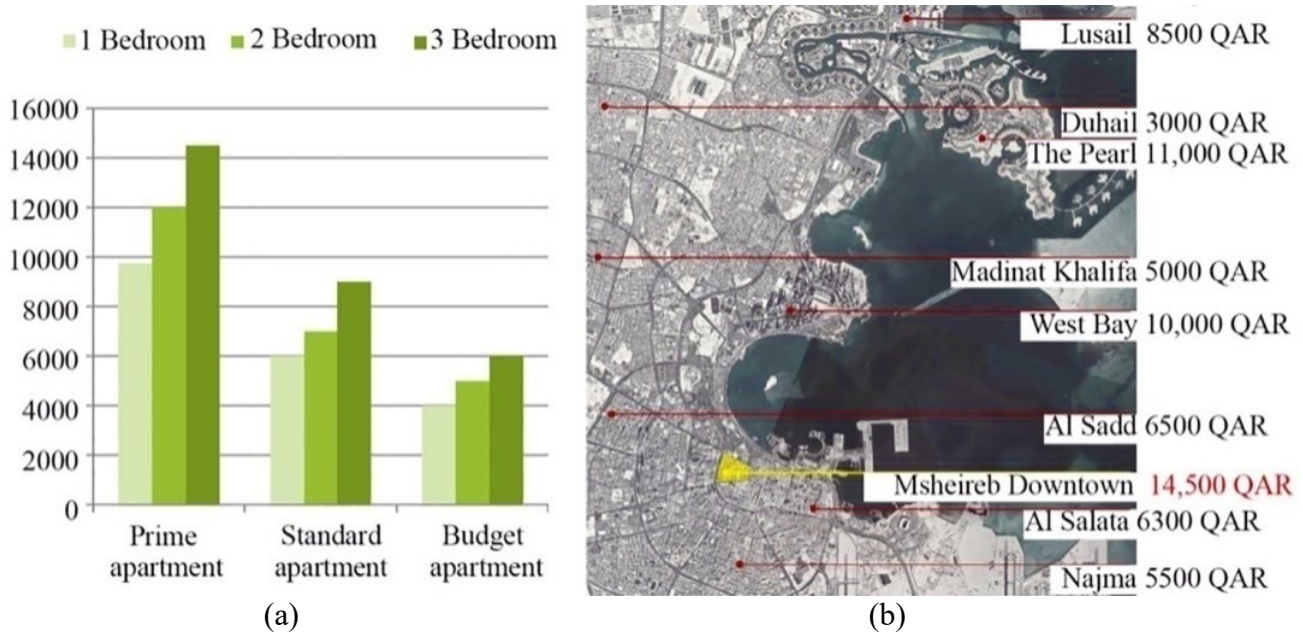 1 Bedroom 2 Bedroom 3 Bedroom
16000
14000
12000
10000
8000
6000
4000
2000
0
Prime apartment
Standard apartment
Budget apartment
(a)
Lusail 8500 QAR
Duhail 3000 QAR
The Pearl 11,000 QAR
Madinat Khalifa 5000 QAR
West Bay 10,000 QAR
Al Sadd 6500 QAR
Msheireb Downtown 14,500 QAR
Al Salata 6300 QAR
Najma 5500 QAR
(b)